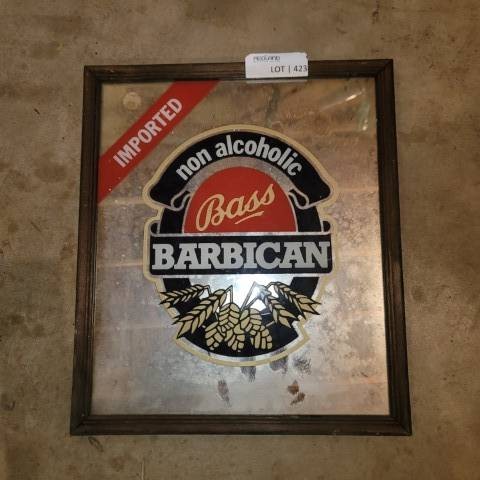 LOT | 423
IMPORTED
non alcoholic
Bass
BARBICAN